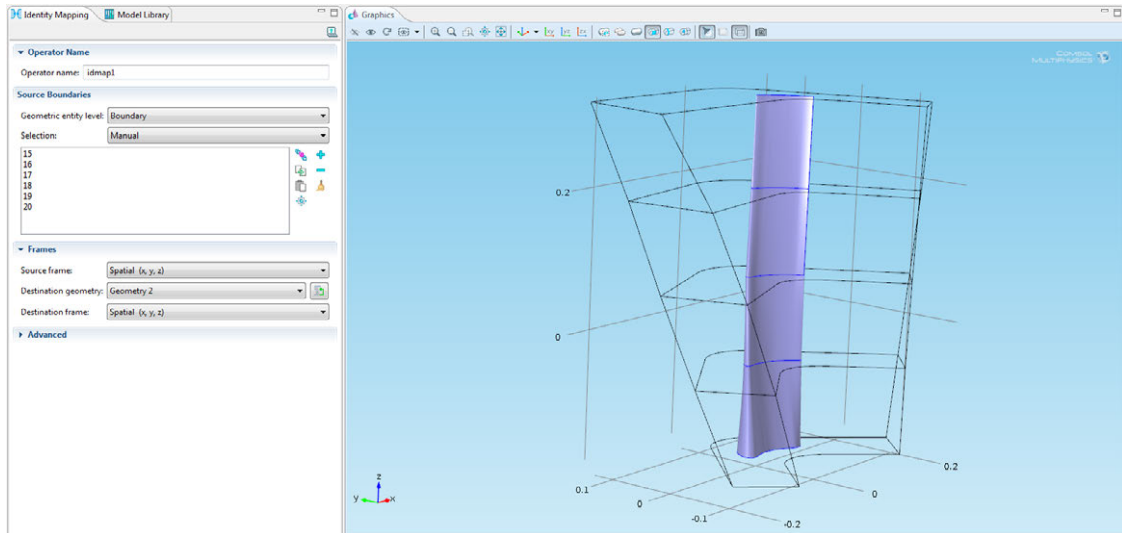 Identity Mapping
Model Library
Operator Name
Operator name: idmap1
Source Boundaries
Geometric entity level: Boundary
Selection: Manual
15
16
17
18
19
20
Frames
Source frame: Spatial (x, y, z)
Destination geometry: Geometry 2
Destination frame: Spatial (x, y, z)
Advanced
Graphics
COMSOL
MULTIPHYSICS
0.2
0
0.2
0.1
0
0
-0.1
-0.2
z
y
x